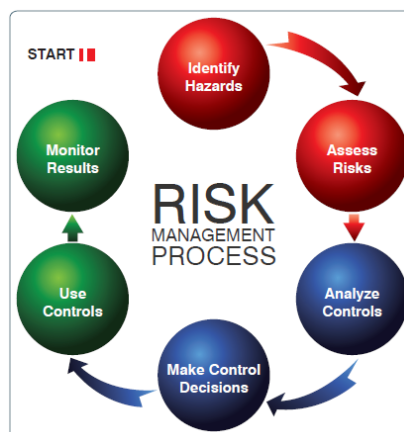 START
Identify
Hazards
Assess
Risks
Analyze
Controls
Make Control
Decisions
Use
Controls
Monitor
Results
RISK
MANAGEMENT
PROCESS